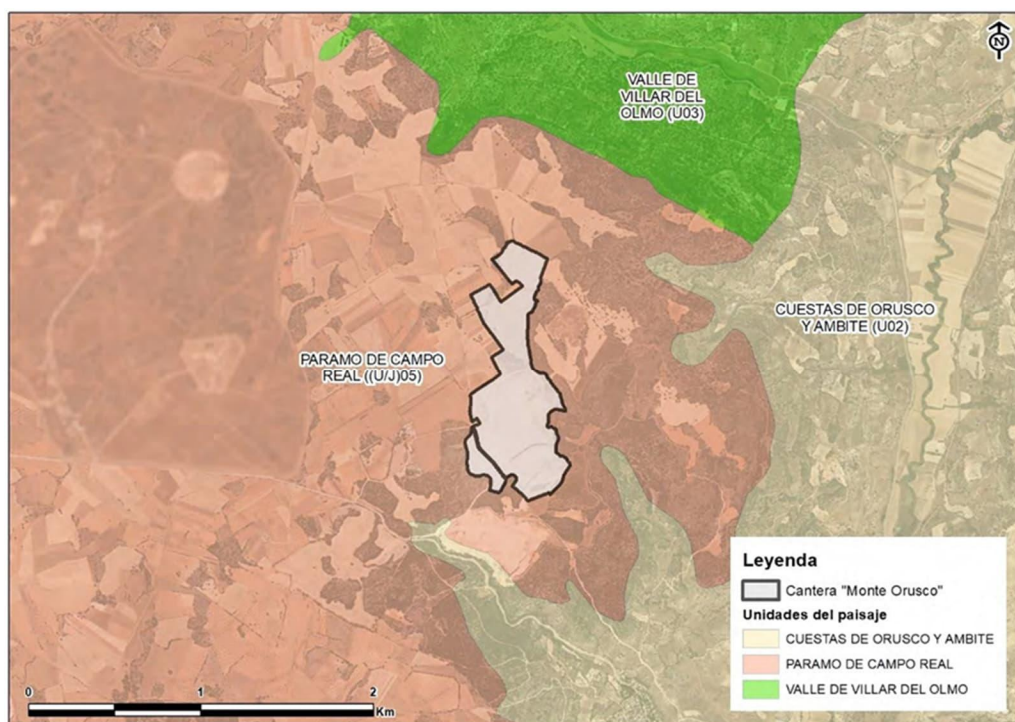 N
VALLE DE
VILLAR DEL
OLMO (U03)
CUESTAS DE ORUSCO
Y AMBITE (U02)
PARAMO DE CAMPO
REAL ((U/J)05)
Leyenda
Cantera "Monte Orusco"
Unidades del paisaje
CUESTAS DE ORUSCO Y AMBITE
PARAMO DE CAMPO REAL
VALLE DE VILLAR DEL OLMO
0 1 2
Km